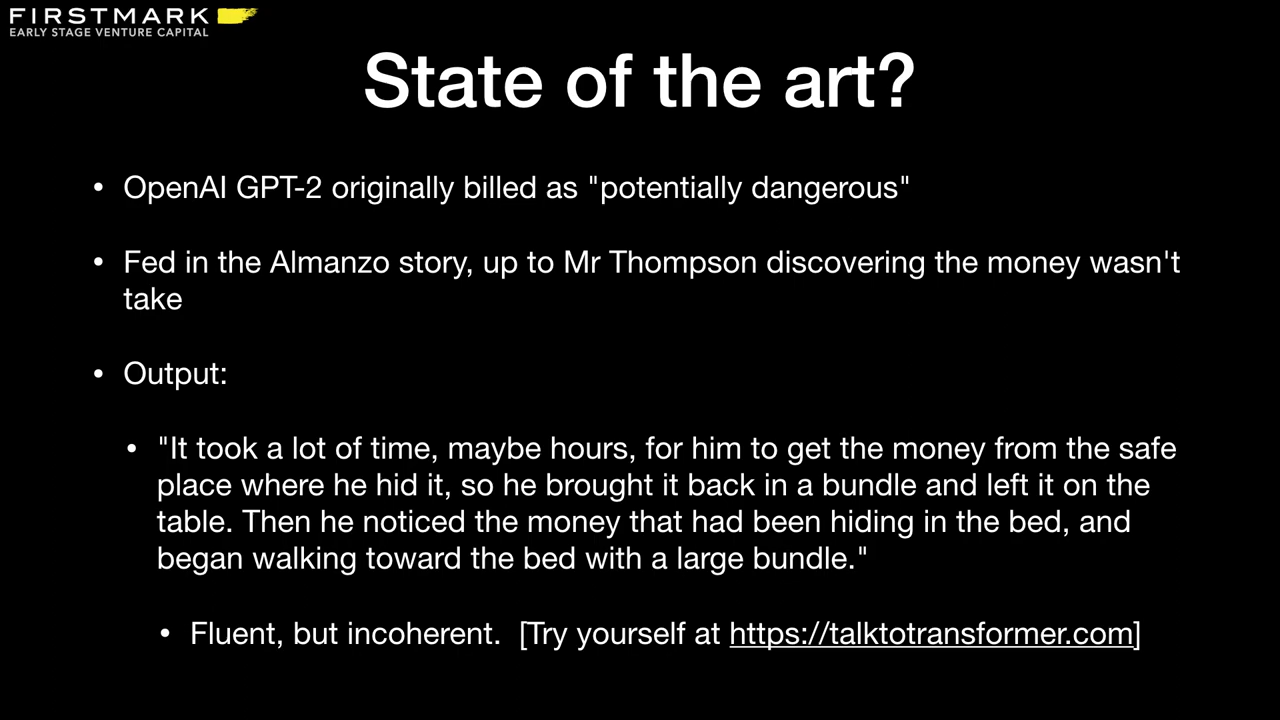 FIRSTMARK
EARLY STAGE VENTURE CAPITAL
State of the art?
• OpenAI GPT-2 originally billed as "potentially dangerous"
• Fed in the Almanzo story, up to Mr Thompson discovering the money wasn't
take
• Output:
• "It took a lot of time, maybe hours, for him to get the money from the safe
place where he hid it, so he brought it back in a bundle and left it on the
table. Then he noticed the money that had been hiding in the bed, and
began walking toward the bed with a large bundle."
• Fluent, but incoherent.  [Try yourself at https://talktotransformer.com]